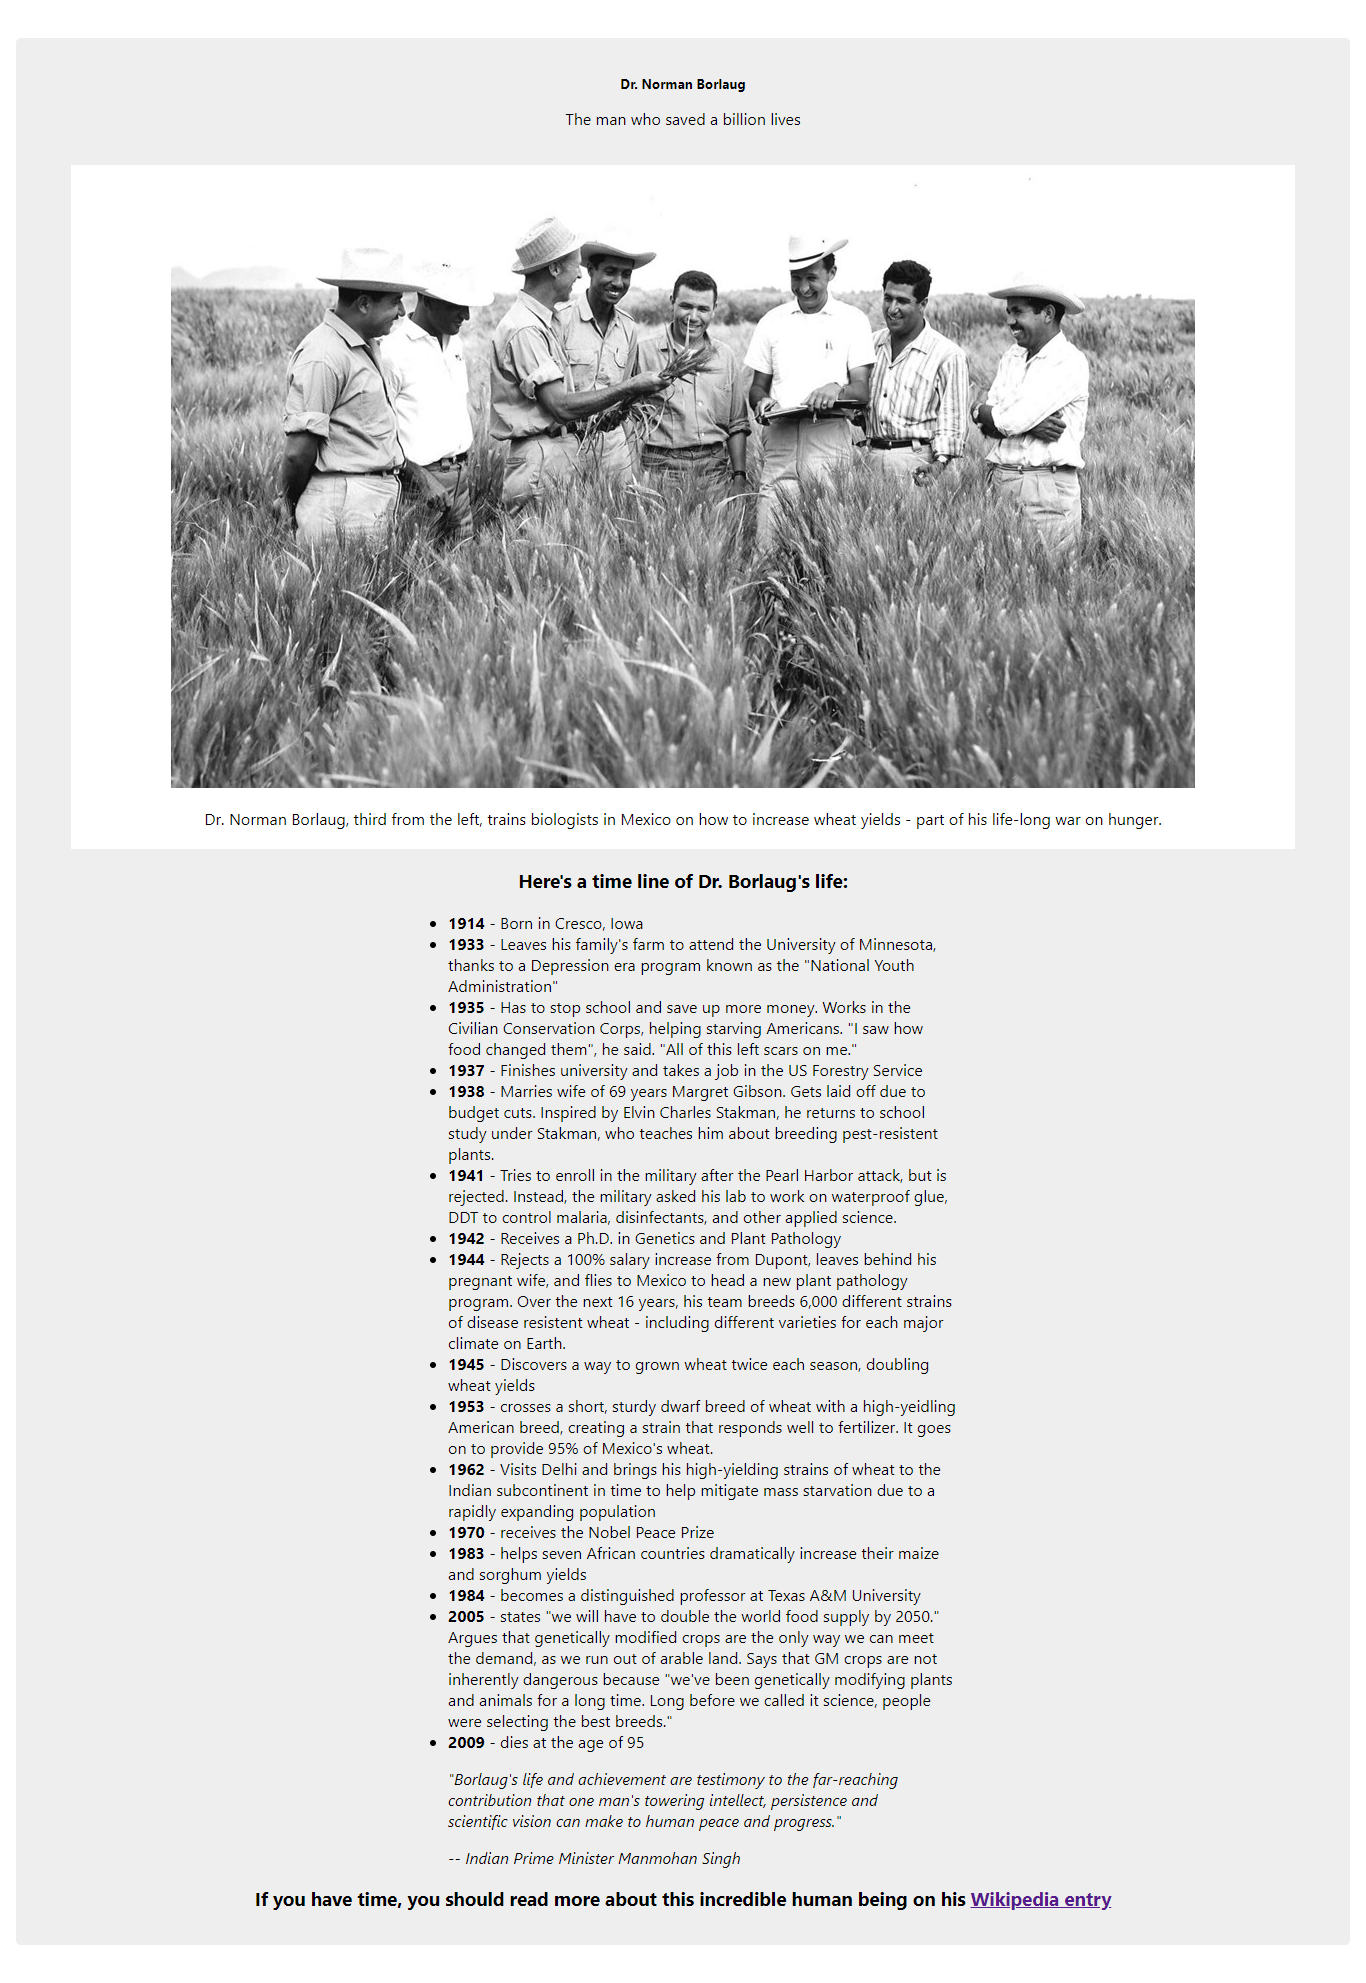 Dr. Norman Borlaug
The man who saved a billion lives
Dr. Norman Borlaug, third from the left, trains biologists in Mexico on how to increase wheat yields - part of his life-long war on hunger.
Here's a time line of Dr. Borlaug's life:
• 1914 - Born in Cresco, Iowa
• 1933 - Leaves his family's farm to attend the University of Minnesota,
thanks to a Depression era program known as the "National Youth
Administration"
• 1935 - Has to stop school and save up more money. Works in the
Civilian Conservation Corps, helping starving Americans. "I saw how
food changed them", he said. "All of this left scars on me."
• 1937 - Finishes university and takes a job in the US Forestry Service
• 1938 - Marries wife of 69 years Margret Gibson. Gets laid off due to
budget cuts. Inspired by Elvin Charles Stakman, he returns to school
study under Stakman, who teaches him about breeding pest-resistent
plants.
• 1941 - Tries to enroll in the military after the Pearl Harbor attack, but is
rejected. Instead, the military asked his lab to work on waterproof glue,
DDT to control malaria, disinfectants, and other applied science.
• 1942 - Receives a Ph.D. in Genetics and Plant Pathology
• 1944 - Rejects a 100% salary increase from Dupont, leaves behind his
pregnant wife, and flies to Mexico to head a new plant pathology
program. Over the next 16 years, his team breeds 6,000 different strains
of disease resistent wheat - including different varieties for each major
climate on Earth.
• 1945 - Discovers a way to grown wheat twice each season, doubling
wheat yields
• 1953 - crosses a short, sturdy dwarf breed of wheat with a high-yeidling
American breed, creating a strain that responds well to fertilizer. It goes
on to provide 95% of Mexico's wheat.
• 1962 - Visits Delhi and brings his high-yielding strains of wheat to the
Indian subcontinent in time to help mitigate mass starvation due to a
rapidly expanding population
• 1970 - receives the Nobel Peace Prize
• 1983 - helps seven African countries dramatically increase their maize
and sorghum yields
• 1984 - becomes a distinguished professor at Texas A&M University
• 2005 - states "we will have to double the world food supply by 2050."
Argues that genetically modified crops are the only way we can meet
the demand, as we run out of arable land. Says that GM crops are not
inherently dangerous because "we've been genetically modifying plants
and animals for a long time. Long before we called it science, people
were selecting the best breeds."
• 2009 - dies at the age of 95
"Borlaug's life and achievement are testimony to the far-reaching
contribution that one man's towering intellect, persistence and
scientific vision can make to human peace and progress."
-- Indian Prime Minister Manmohan Singh
If you have time, you should read more about this incredible human being on his Wikipedia entry